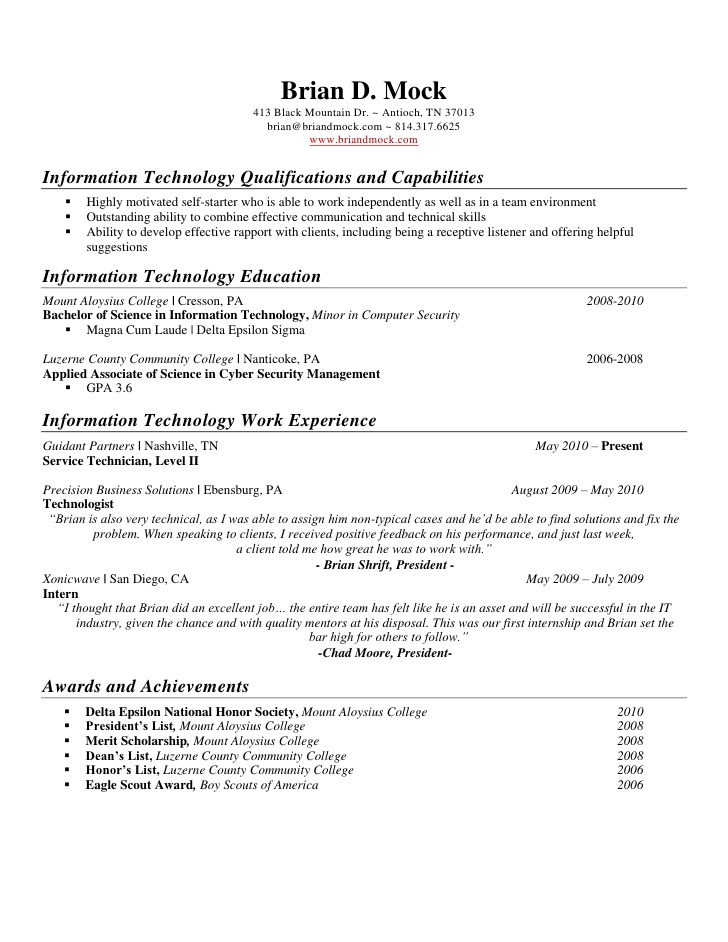 Brian D. Mock
413 Black Mountain Dr. ~ Antioch, TN 37013
brian@briandmock.com ~ 814.317.6625
www.briandmock.com
Information Technology Qualifications and Capabilities
▪ Highly motivated self-starter who is able to work independently as well as in a team environment
▪ Outstanding ability to combine effective communication and technical skills
▪ Ability to develop effective rapport with clients, including being a receptive listener and offering helpful
suggestions
Information Technology Education
Mount Aloysius College | Cresson, PA 2008-2010
Bachelor of Science in Information Technology, Minor in Computer Security
▪ Magna Cum Laude | Delta Epsilon Sigma
Luzerne County Community College | Nanticoke, PA 2006-2008
Applied Associate of Science in Cyber Security Management
▪ GPA 3.6
Information Technology Work Experience
Guidant Partners | Nashville, TN May 2010 – Present
Service Technician, Level II
Precision Business Solutions | Ebensburg, PA August 2009 – May 2010
Technologist
“Brian is also very technical, as I was able to assign him non-typical cases and he’d be able to find solutions and fix the
problem. When speaking to clients, I received positive feedback on his performance, and just last week,
a client told me how great he was to work with.”
- Brian Shrift, President -
Xonicwave | San Diego, CA May 2009 – July 2009
Intern
“I thought that Brian did an excellent job… the entire team has felt like he is an asset and will be successful in the IT
industry, given the chance and with quality mentors at his disposal. This was our first internship and Brian set the
bar high for others to follow.”
-Chad Moore, President-
Awards and Achievements
▪ Delta Epsilon National Honor Society, Mount Aloysius College 2010
▪ President’s List, Mount Aloysius College 2008
▪ Merit Scholarship, Mount Aloysius College 2008
▪ Dean’s List, Luzerne County Community College 2008
▪ Honor’s List, Luzerne County Community College 2006
▪ Eagle Scout Award, Boy Scouts of America 2006